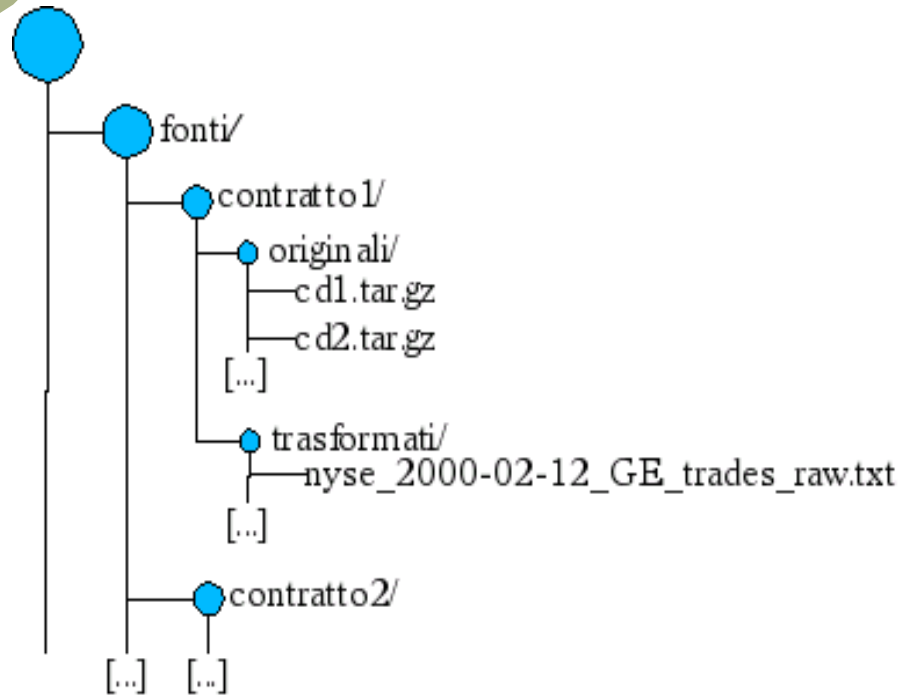 fonti/
contratto1/
originali/
cd1.tar.gz
cd2.tar.gz
[...]
trasformati/
nyse_2000-02-12_GE_trades_raw.txt
[...]
contratto2/
[...] [...]